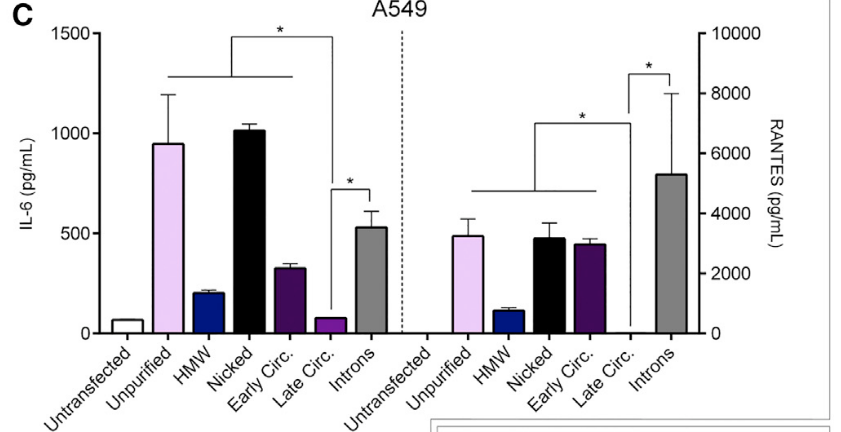 C
A549
*
*
*
*
1500
1000
500
0
IL-6 (pg/mL)
10000
8000
6000
4000
2000
0
RANTES (pg/mL)
Untransfected
Unpurified
HMW
Nicked
Early Circ.
Late Circ.
Introns
Untransfected
Unpurified
HMW
Nicked
Early Circ.
Late Circ.
Introns